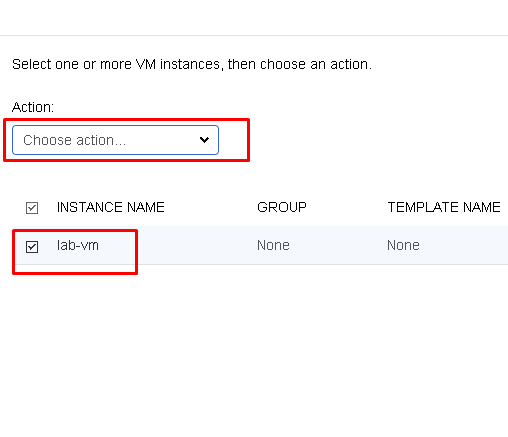 Select one or more VM instances, then choose an action.
Action:
Choose action...
INSTANCE NAME GROUP TEMPLATE NAME
lab-vm None None